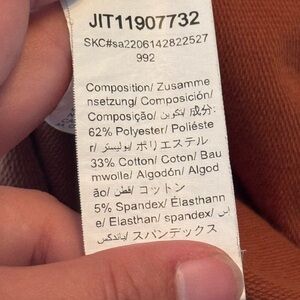 JIT11907732
SKC#sa2206142822527
992
Composition/ Zusamme
nsetzung/ Composición/
Composição/ تكوين/ 成分:
62% Polyester/ Poliéste
r/ بوليستر/ ポリエステル
33% Cotton/ Coton/ Bau
mwolle/ Algodón/ Algod
ão/ قطن/ コットン
5% Spandex/ Élasthann
e/ Elasthan/ spandex/ إس
باندكس/ スパンデックス